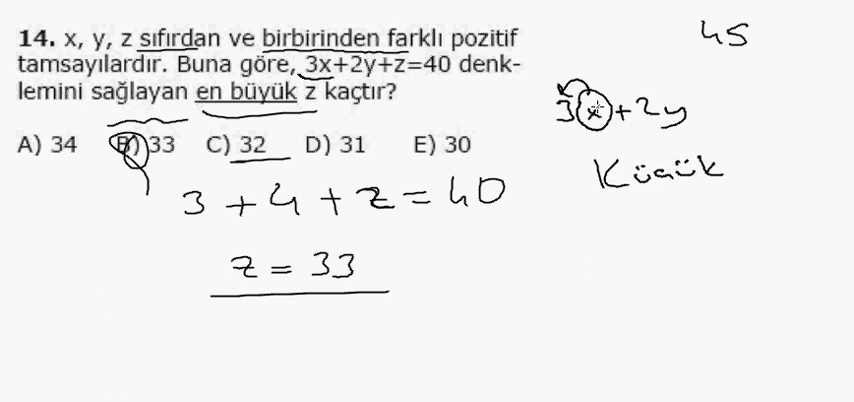 14. x, y, z sıfırdan ve birbirinden farklı pozitif
tamsayılardır. Buna göre, 3x+2y+z=40 denk-
lemini sağlayan en büyük z kaçtır?
A) 34 B) 33 C) 32 D) 31 E) 30
3 + 4 + z = 40
z = 33
45
3x+2y
Küçük